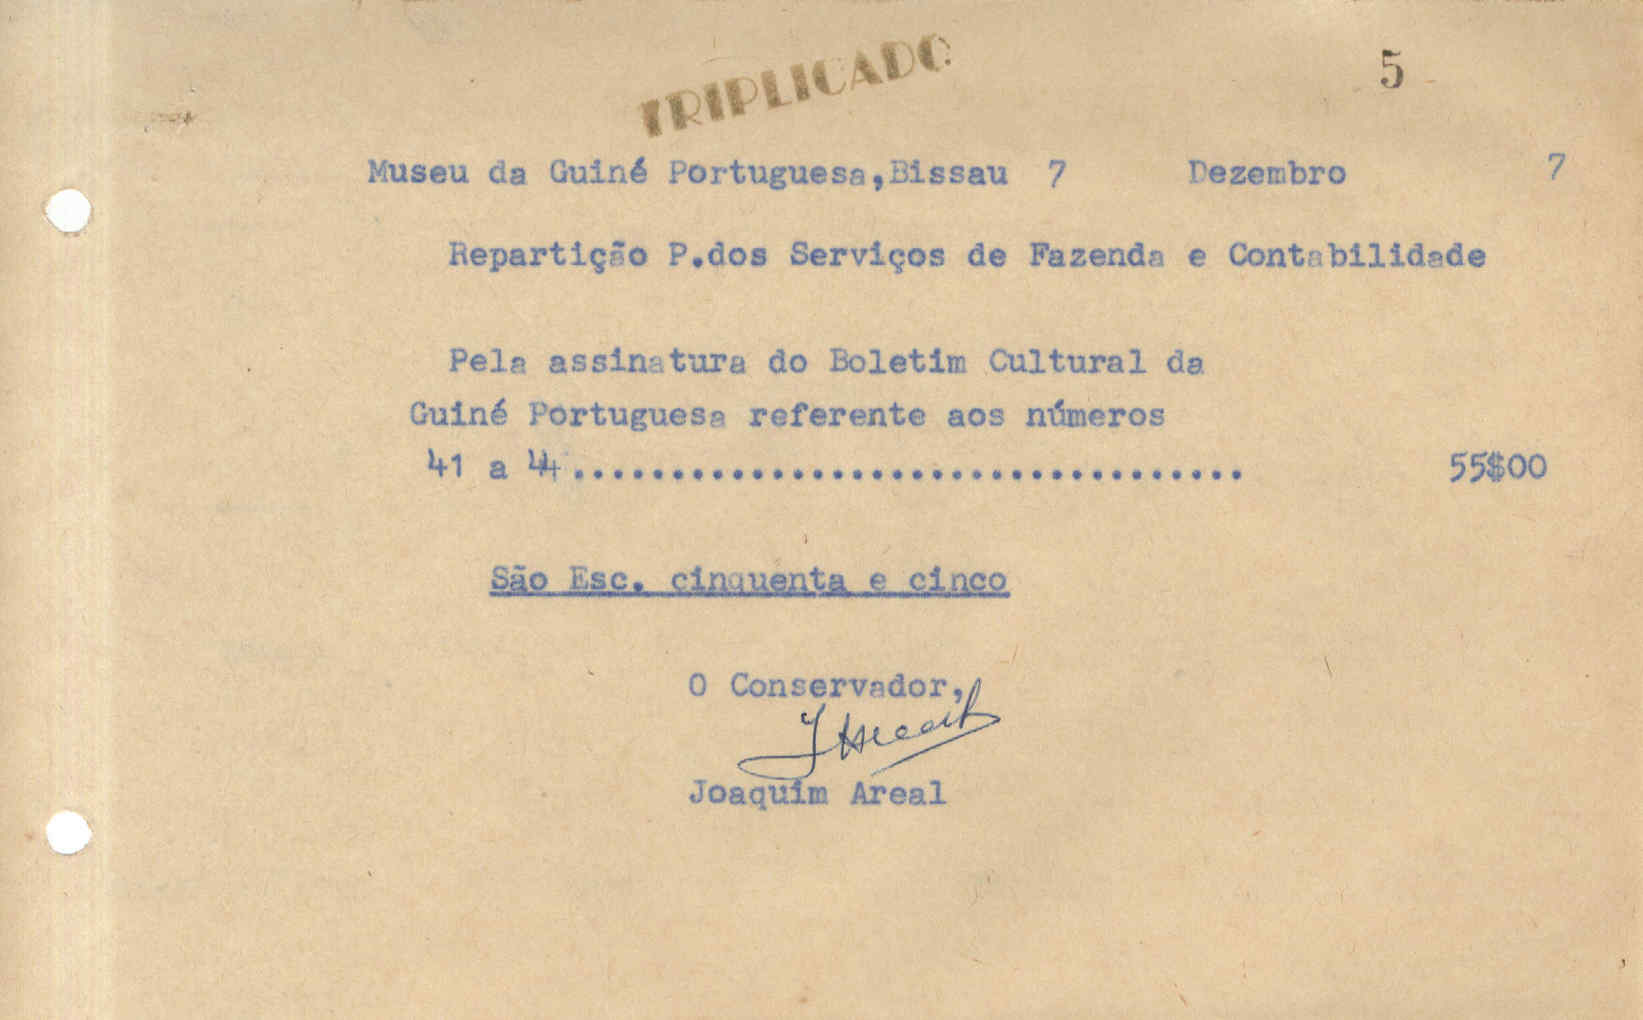 TRIPLICADO
5
Museu da Guiné Portuguesa,Bissau 7 Dezembro 7
Repartição P.dos Serviços de Fazenda e Contabilidade
Pela assinatura do Boletim Cultural da
Guiné Portuguesa referente aos números
41 a 44.................................. 55$00
São Esc. cinquenta e cinco
O Conservador,
JAreal
Joaquim Areal